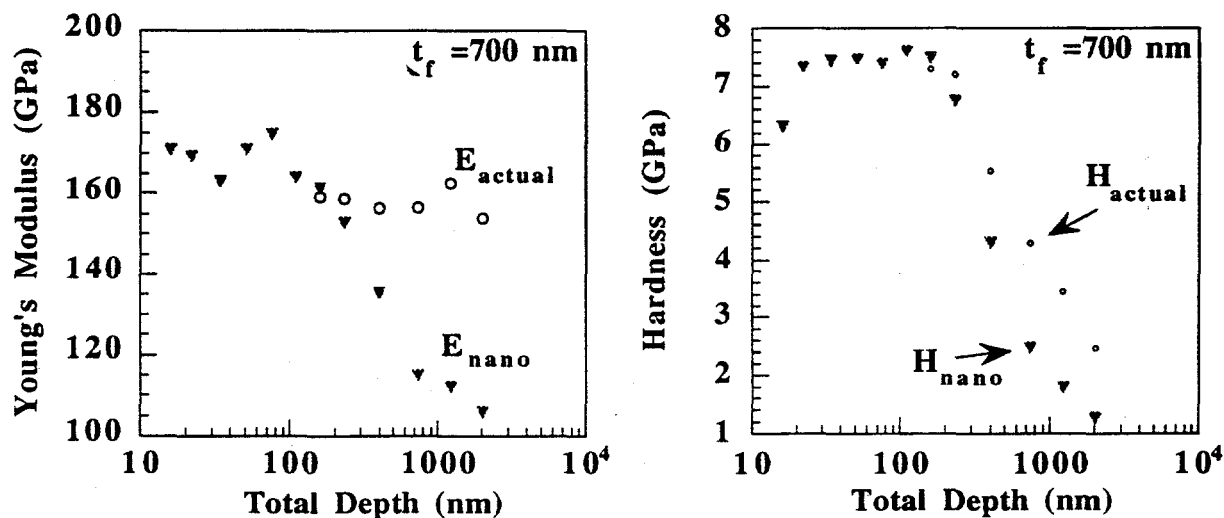 200
180
160
140
120
100
Young's Modulus (GPa)
t_f =700 nm
E_actual
E_nano
10 100 1000 10^4
Total Depth (nm)
8
7
6
5
4
3
2
1
Hardness (GPa)
t_f =700 nm
H_actual
H_nano
10 100 1000 10^4
Total Depth (nm)